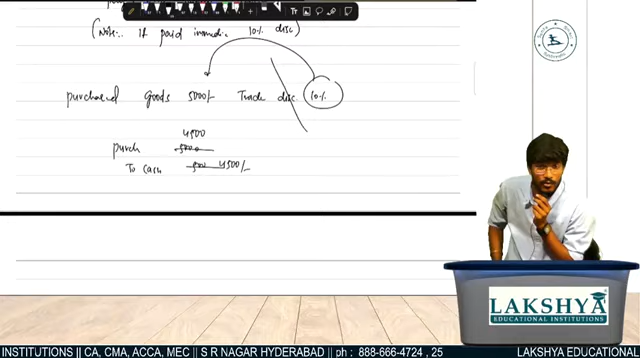 (Note:. If paid immedi. 10% disc)
purchased Goods 5000/- Trade disc. 10%
4500
purch 5000
To cash 500 4500/-
LAKSHYA
EDUCATIONAL INSTITUTIONS
INSTITUTIONS || CA, CMA, ACCA, MEC || S R NAGAR HYDERABAD || ph : 888-666-4724 , 25 LAKSHYA EDUCATIONAL